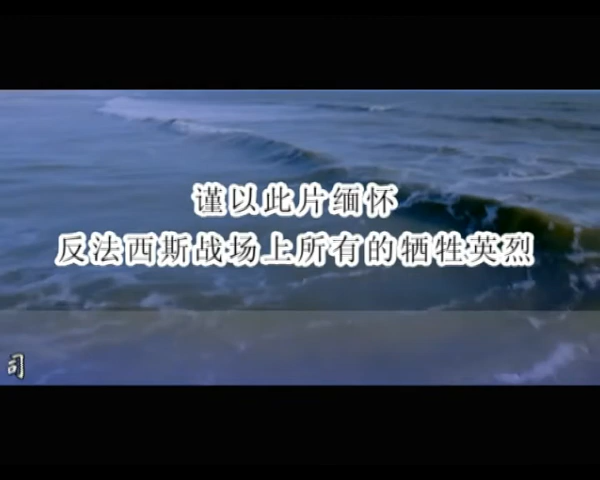 谨以此片缅怀
反法西斯战场上所有的牺牲英烈
司